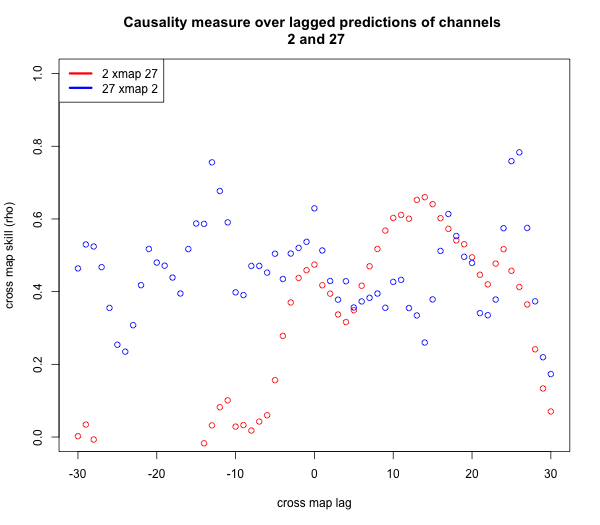 Causality measure over lagged predictions of channels
2 and 27
2 xmap 27
27 xmap 2
cross map skill (rho)
1.0
0.8
0.6
0.4
0.2
0.0
-30 -20 -10 0 10 20 30
cross map lag